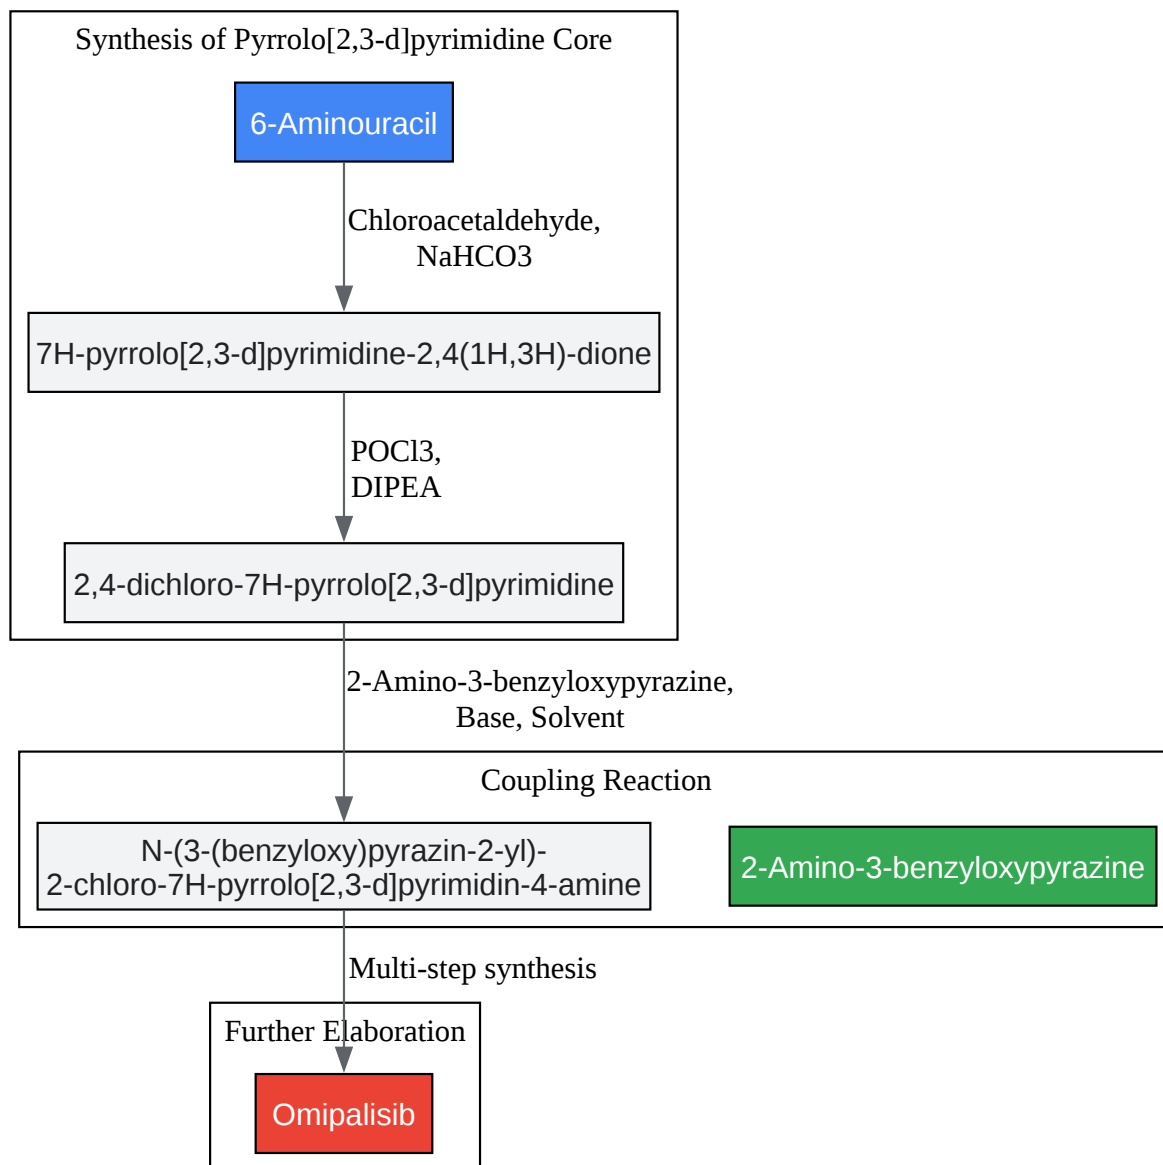 Synthesis of Pyrrolo[2,3-d]pyrimidine Core
6-Aminouracil
Chloroacetaldehyde,
NaHCO3
7H-pyrrolo[2,3-d]pyrimidine-2,4(1H,3H)-dione
POCl3,
DIPEA
2,4-dichloro-7H-pyrrolo[2,3-d]pyrimidine
2-Amino-3-benzyloxypyrazine,
Base, Solvent
Coupling Reaction
N-(3-(benzyloxy)pyrazin-2-yl)-
2-chloro-7H-pyrrolo[2,3-d]pyrimidin-4-amine
2-Amino-3-benzyloxypyrazine
Multi-step synthesis
Further Elaboration
Omipalisib